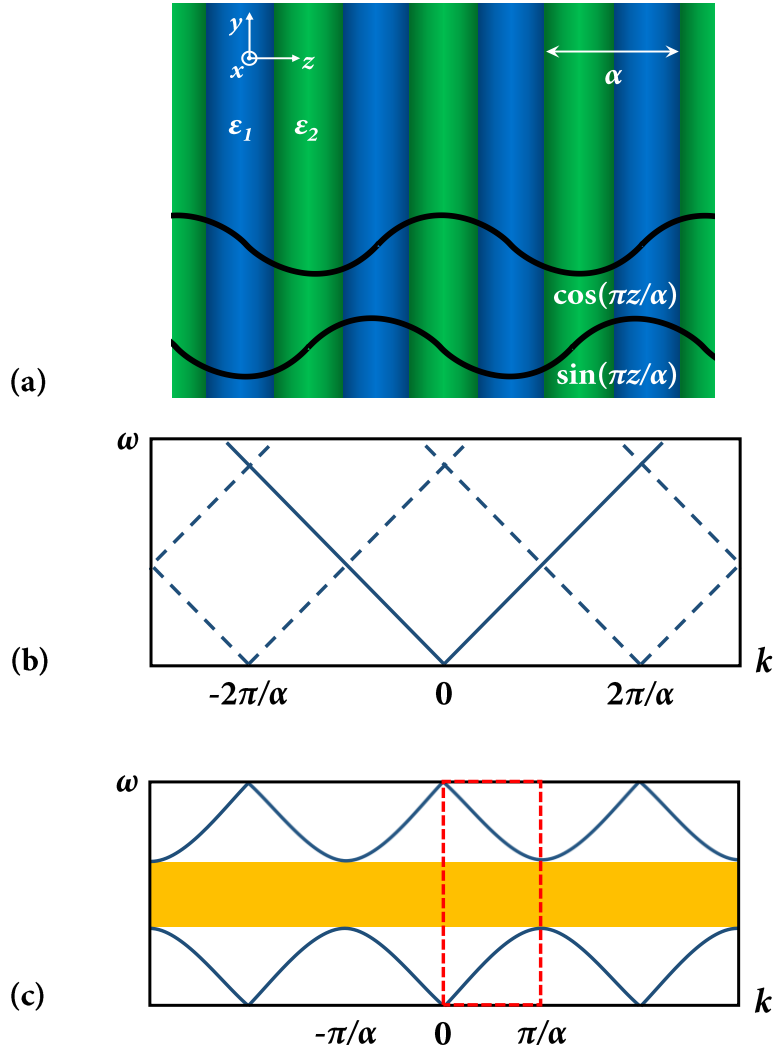 y
x
z
α
ε1 ε2
cos(πz/α)
sin(πz/α)
(a)
ω
(b)
k
-2π/α 0 2π/α
ω
(c)
k
-π/α 0 π/α